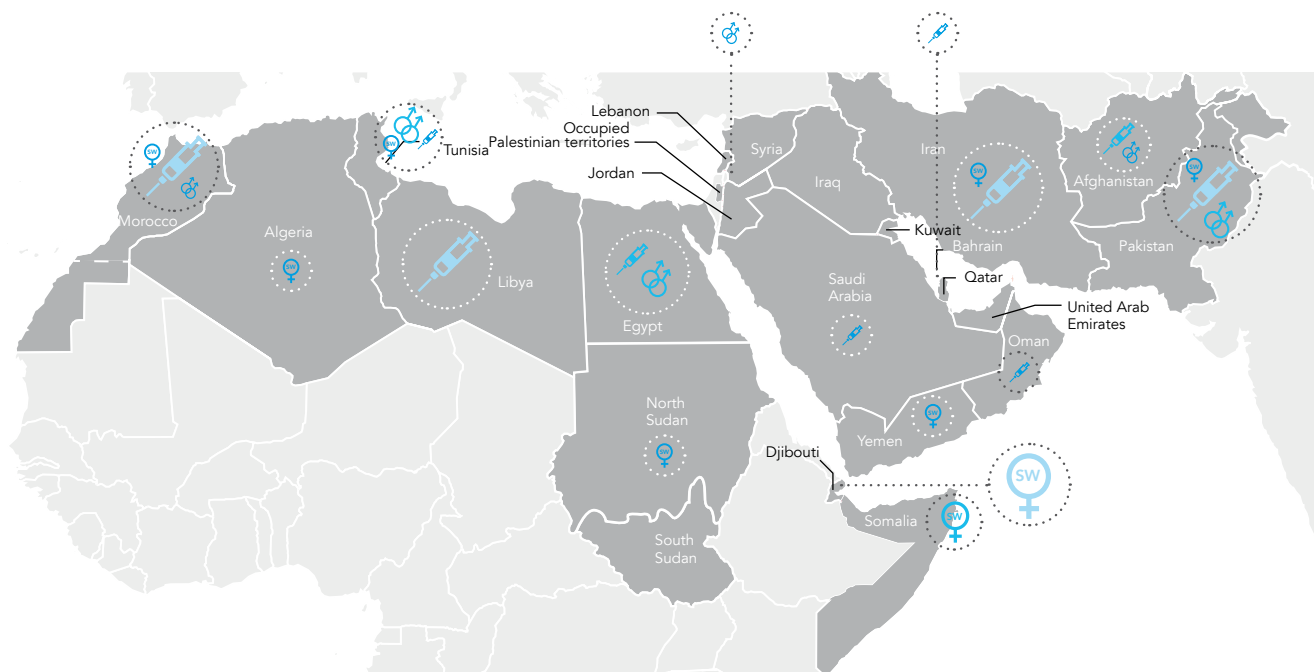 Lebanon
Occupied
Palestinian territories
Jordan
Syria
Iraq
Iran
Afghanistan
Pakistan
Kuwait
Bahrain
Qatar
United Arab
Emirates
Oman
Saudi
Arabia
Yemen
SW
Tunisia
SW
Morocco
SW
Algeria
SW
Libya
Egypt
North
Sudan
SW
South
Sudan
Djibouti
SW
Somalia
SW
SW
SW